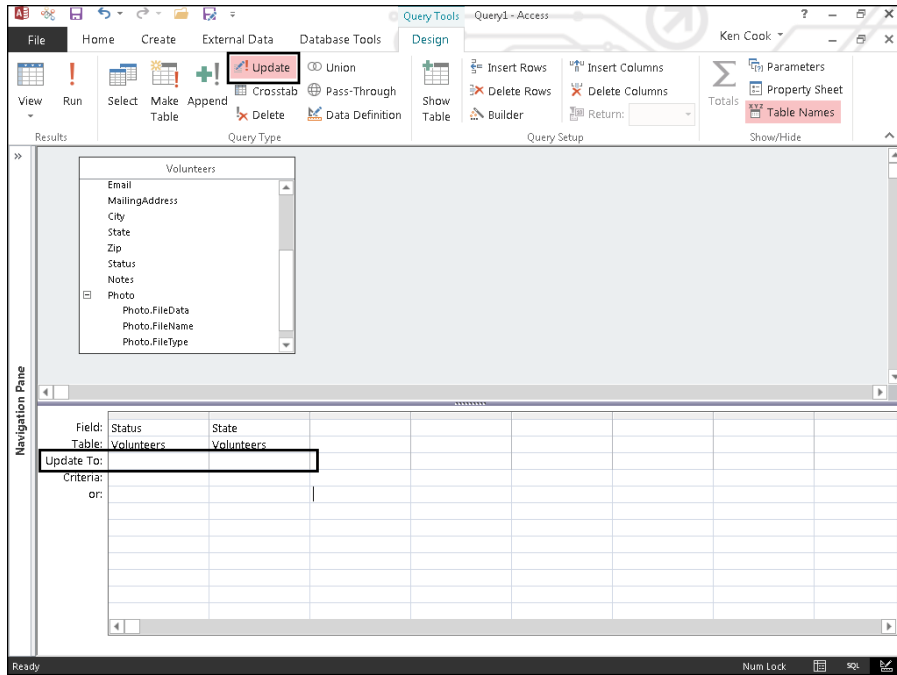 Query Tools Query1 - Access ?
File Home Create External Data Database Tools Design Ken Cook
View Run Select Make Table Append Update Crosstab Delete Union Pass-Through Data Definition Show Table Insert Rows Delete Rows Builder Insert Columns Delete Columns Return: Totals Parameters Property Sheet XYZ Table Names
Results Query Type Query Setup Show/Hide
Navigation Pane
Volunteers
Email
MailingAddress
City
State
Zip
Status
Notes
Photo
Photo.FileData
Photo.FileName
Photo.FileType
Field: Status State
Table: Volunteers Volunteers
Update To:
Criteria:
or:
Ready Num Lock SQL